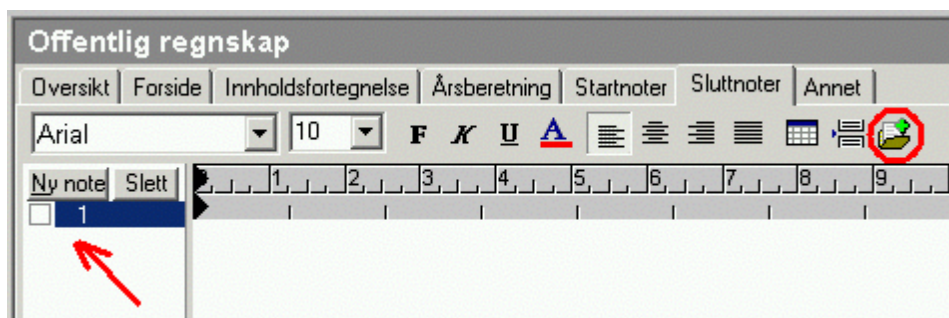 Offentlig regnskap
Oversikt Forside Innholdsfortegnelse Årsberetning Startnoter Sluttnoter Annet
Arial 10 F K U A
Ny note Slett 1 2 3 4 5 6 7 8 9
1